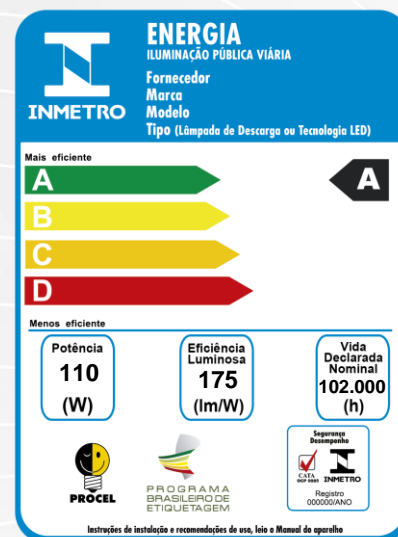 ENERGIA
ILUMINAÇÃO PÚBLICA VIÁRIA
INMETRO
Fornecedor
Marca
Modelo
Tipo (Lâmpada de Descarga ou Tecnologia LED)
Mais eficiente
A
A
B
C
D
Menos eficiente
Potência
110
(W)
Eficiência
Luminosa
175
(lm/W)
Vida
Declarada
Nominal
102.000
(h)
PROCEL
PROGRAMA
BRASILEIRO DE
ETIQUETAGEM
Segurança
Desempenho
CATA
INMETRO
Registro
000000/ANO
Instruções de instalação e recomendações de uso, leio o Manual do aparelho